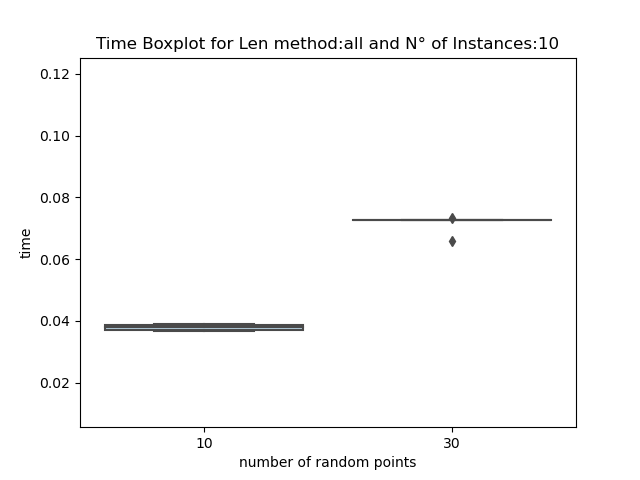 Time Boxplot for Len method:all and N° of Instances:10
0.12
0.10
0.08
0.06
0.04
0.02
time
10 30
number of random points